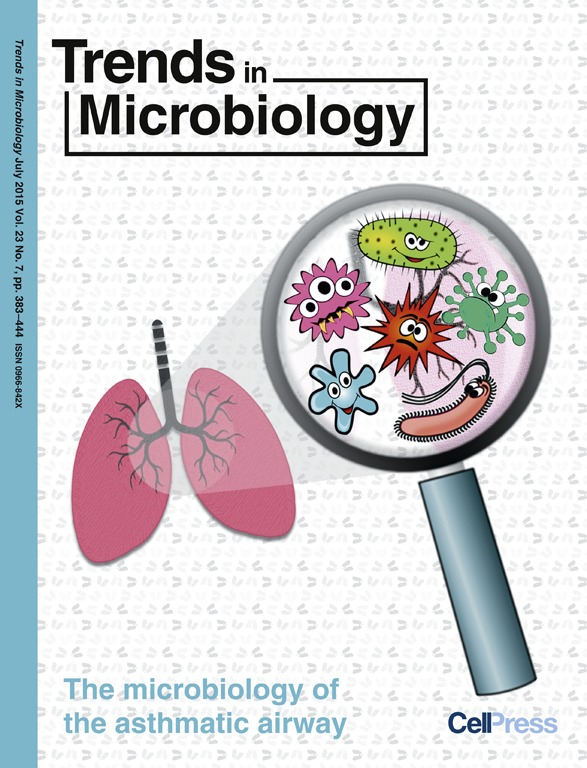 Trends in Microbiology July 2015 Vol. 23 No. 7, pp. 383–444 ISSN 0966-842X
Trends in
Microbiology
The microbiology of
the asthmatic airway
CellPress